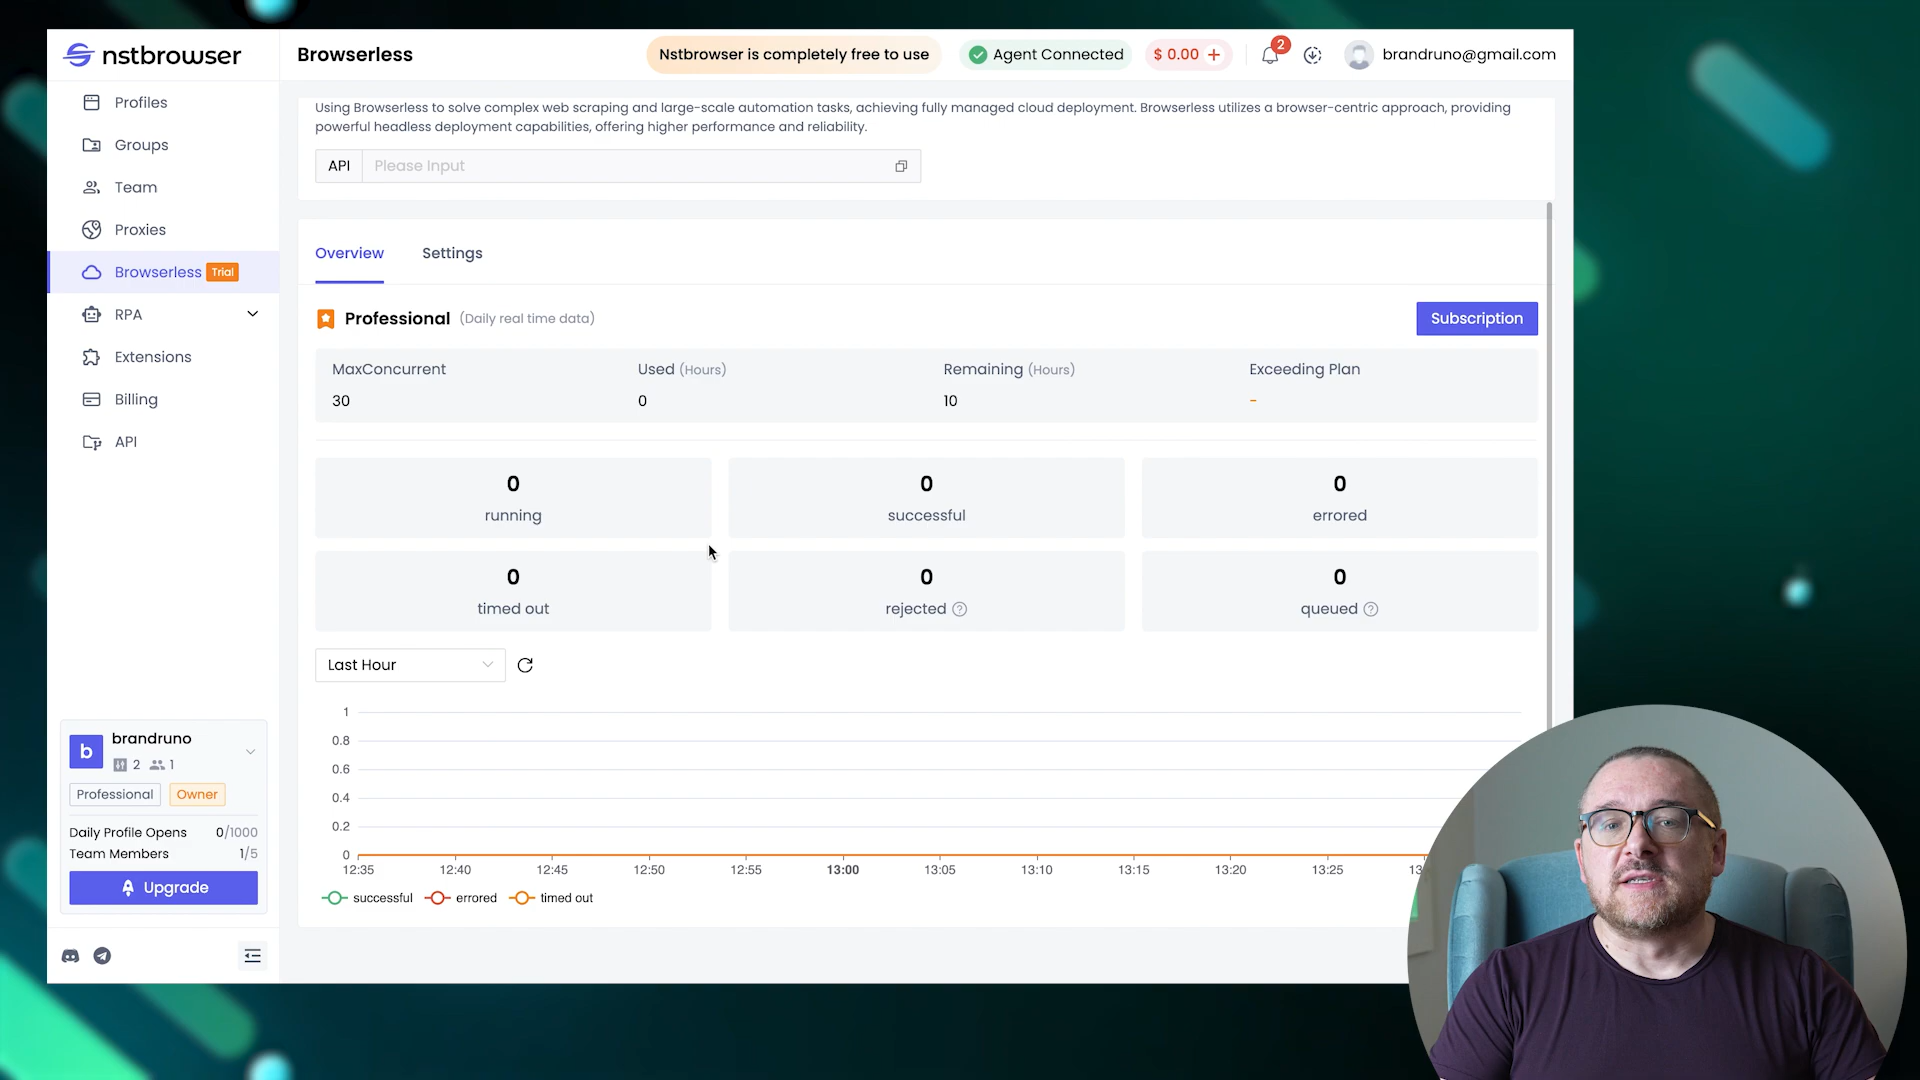 nstbrowser
Browserless
Nstbrowser is completely free to use
Agent Connected
$ 0.00 +
2
brandruno@gmail.com
Profiles
Groups
Team
Proxies
Browserless Trial
RPA
Extensions
Billing
API
Using Browserless to solve complex web scraping and large-scale automation tasks, achieving fully managed cloud deployment. Browserless utilizes a browser-centric approach, providing
powerful headless deployment capabilities, offering higher performance and reliability.
API Please Input
Overview Settings
Professional (Daily real time data)
Subscription
MaxConcurrent Used (Hours) Remaining (Hours) Exceeding Plan
30 0 10 -
0 0 0
running successful errored
0 0 0
timed out rejected ? queued ?
Last Hour
1
0.8
0.6
0.4
0.2
0
12:35 12:40 12:45 12:50 12:55 13:00 13:05 13:10 13:15 13:20 13:25
successful errored timed out
b brandruno
2 1
Professional Owner
Daily Profile Opens 0/1000
Team Members 1/5
Upgrade